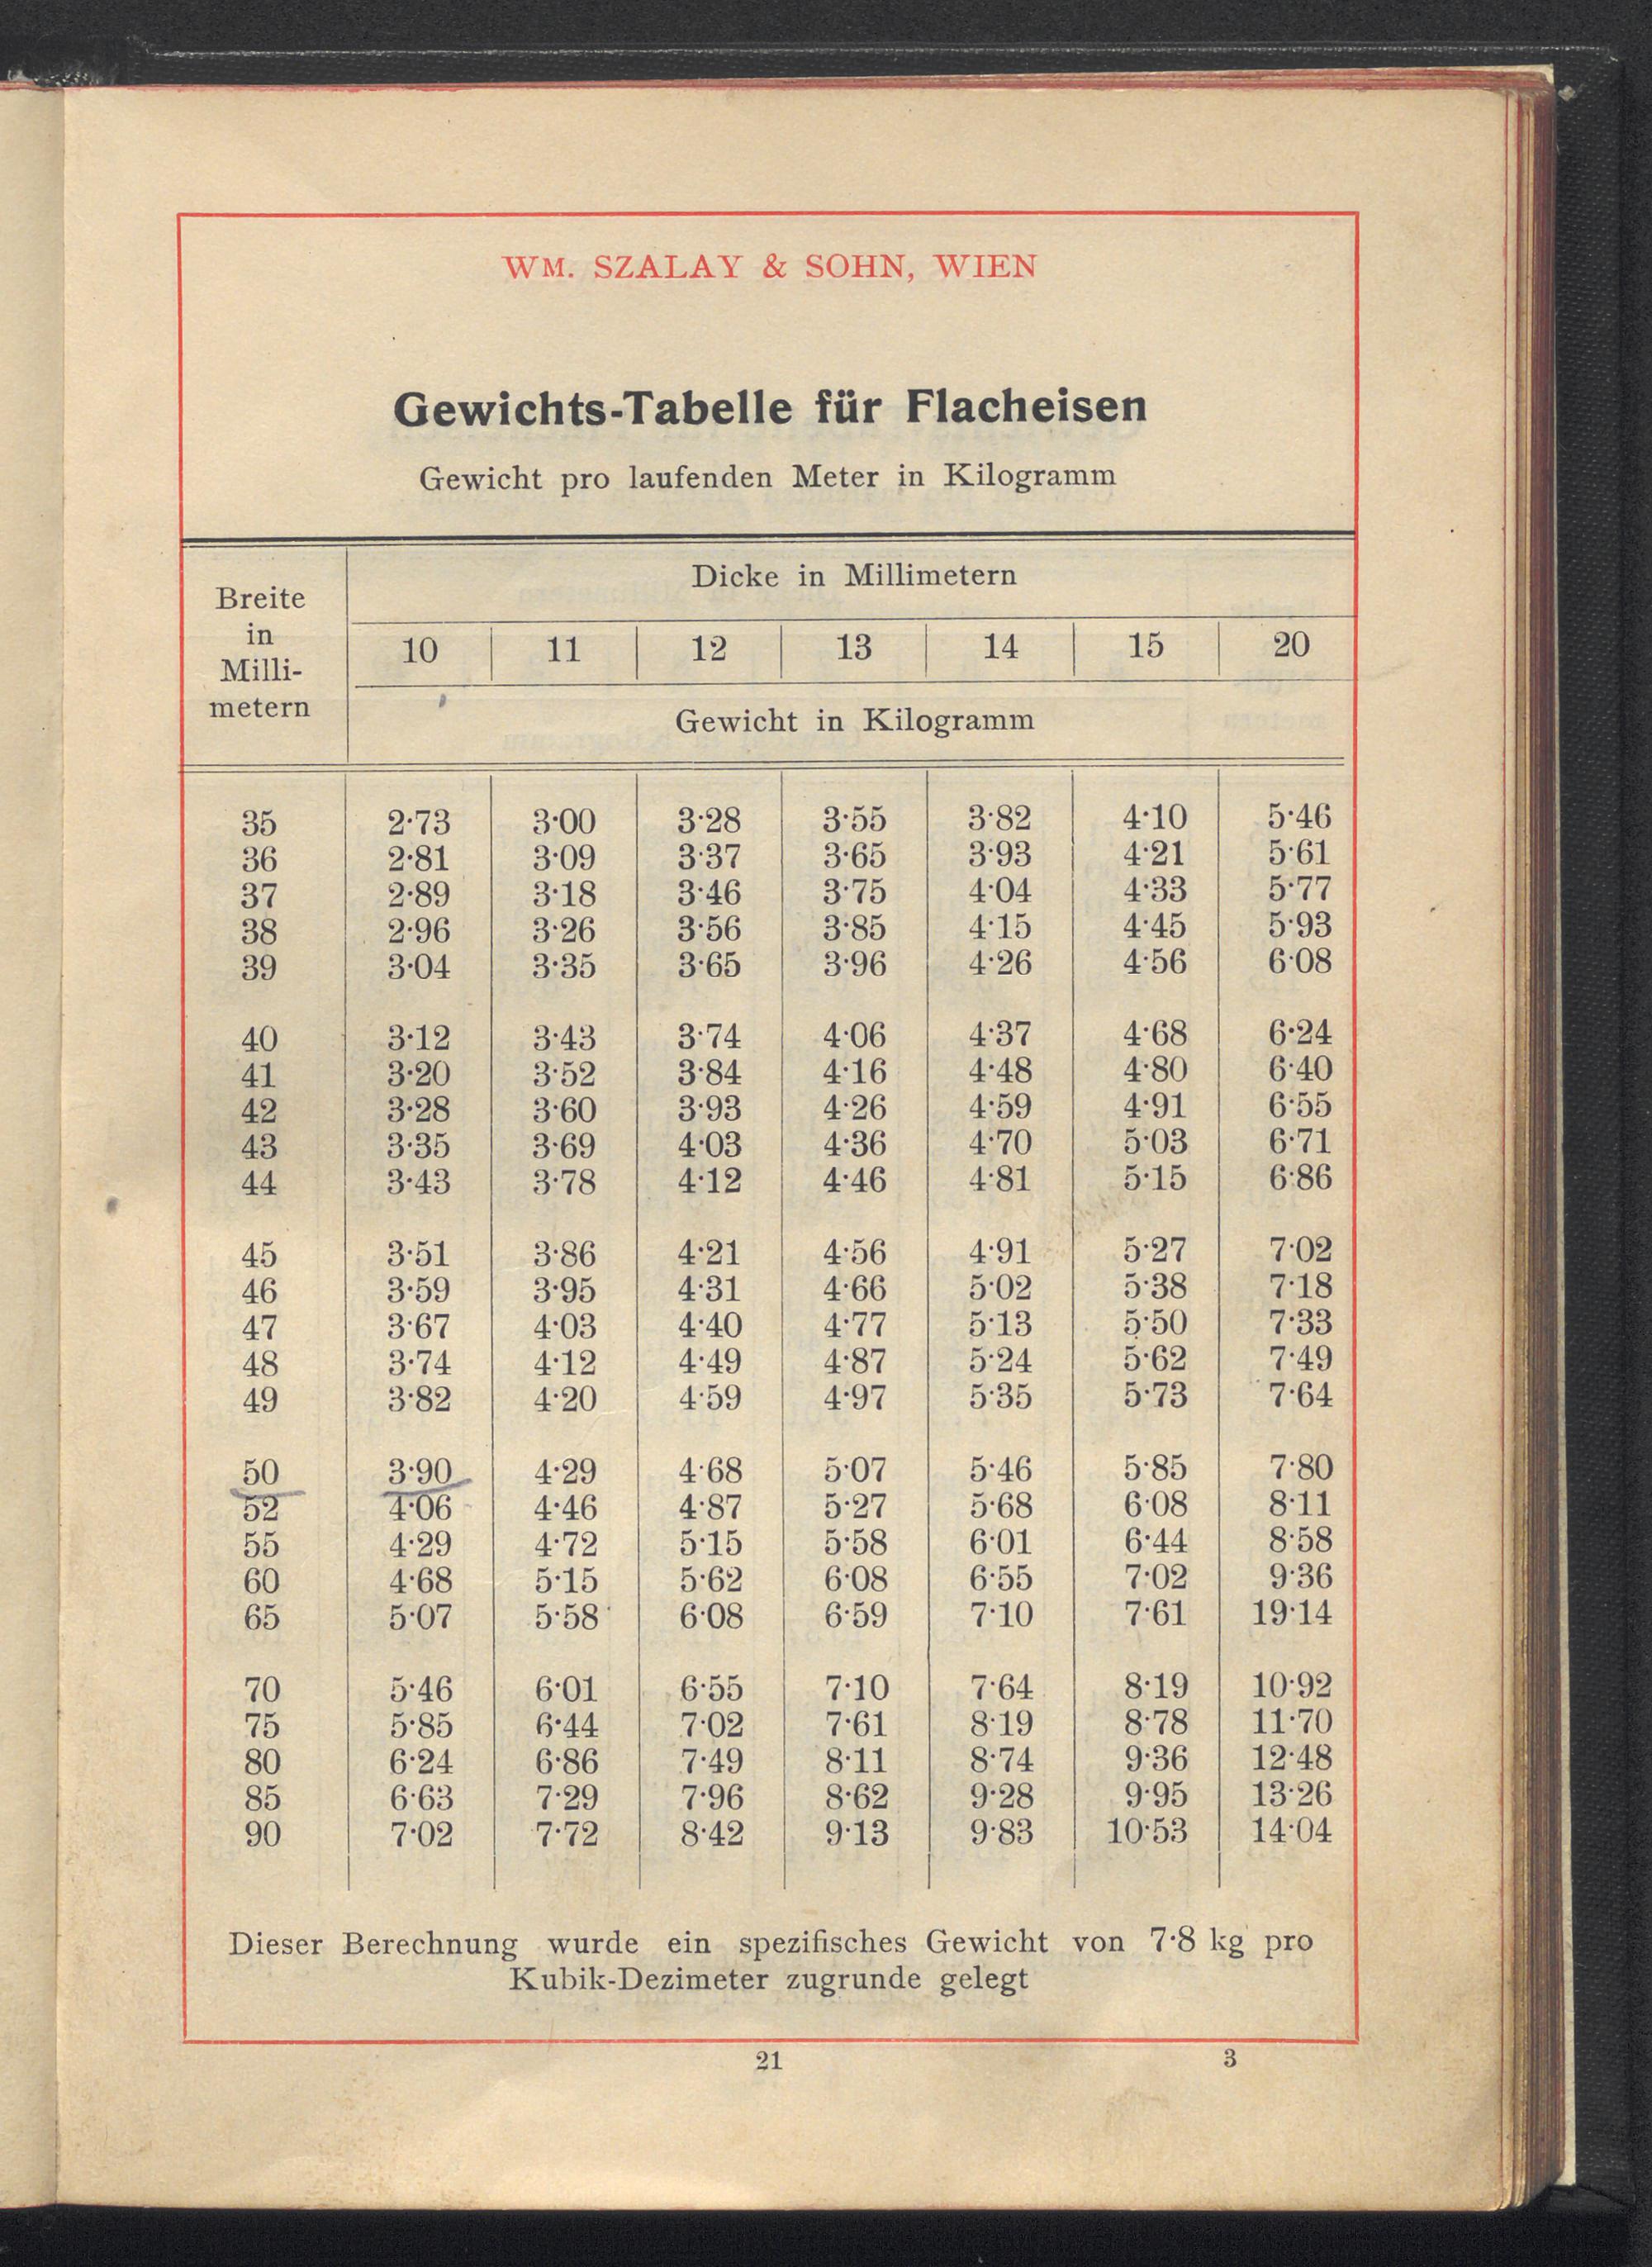 WM. SZALAY & SOHN, WIEN
Gewichts-Tabelle für Flacheisen
Gewicht pro laufenden Meter in Kilogramm
Breite
in
Milli-
metern
Dicke in Millimetern
10 11 12 13 14 15 20
Gewicht in Kilogramm
35 2·73 3·00 3·28 3·55 3·82 4·10 5·46
36 2·81 3·09 3·37 3·65 3·93 4·21 5·61
37 2·89 3·18 3·46 3·75 4·04 4·33 5·77
38 2·96 3·26 3·56 3·85 4·15 4·45 5·93
39 3·04 3·35 3·65 3·96 4·26 4·56 6·08
40 3·12 3·43 3·74 4·06 4·37 4·68 6·24
41 3·20 3·52 3·84 4·16 4·48 4·80 6·40
42 3·28 3·60 3·93 4·26 4·59 4·91 6·55
43 3·35 3·69 4·03 4·36 4·70 5·03 6·71
44 3·43 3·78 4·12 4·46 4·81 5·15 6·86
45 3·51 3·86 4·21 4·56 4·91 5·27 7·02
46 3·59 3·95 4·31 4·66 5·02 5·38 7·18
47 3·67 4·03 4·40 4·77 5·13 5·50 7·33
48 3·74 4·12 4·49 4·87 5·24 5·62 7·49
49 3·82 4·20 4·59 4·97 5·35 5·73 7·64
50 3·90 4·29 4·68 5·07 5·46 5·85 7·80
52 4·06 4·46 4·87 5·27 5·68 6·08 8·11
55 4·29 4·72 5·15 5·58 6·01 6·44 8·58
60 4·68 5·15 5·62 6·08 6·55 7·02 9·36
65 5·07 5·58 6·08 6·59 7·10 7·61 19·14
70 5·46 6·01 6·55 7·10 7·64 8·19 10·92
75 5·85 6·44 7·02 7·61 8·19 8·78 11·70
80 6·24 6·86 7·49 8·11 8·74 9·36 12·48
85 6·63 7·29 7·96 8·62 9·28 9·95 13·26
90 7·02 7·72 8·42 9·13 9·83 10·53 14·04
Dieser Berechnung wurde ein spezifisches Gewicht von 7·8 kg pro
Kubik-Dezimeter zugrunde gelegt
21 3